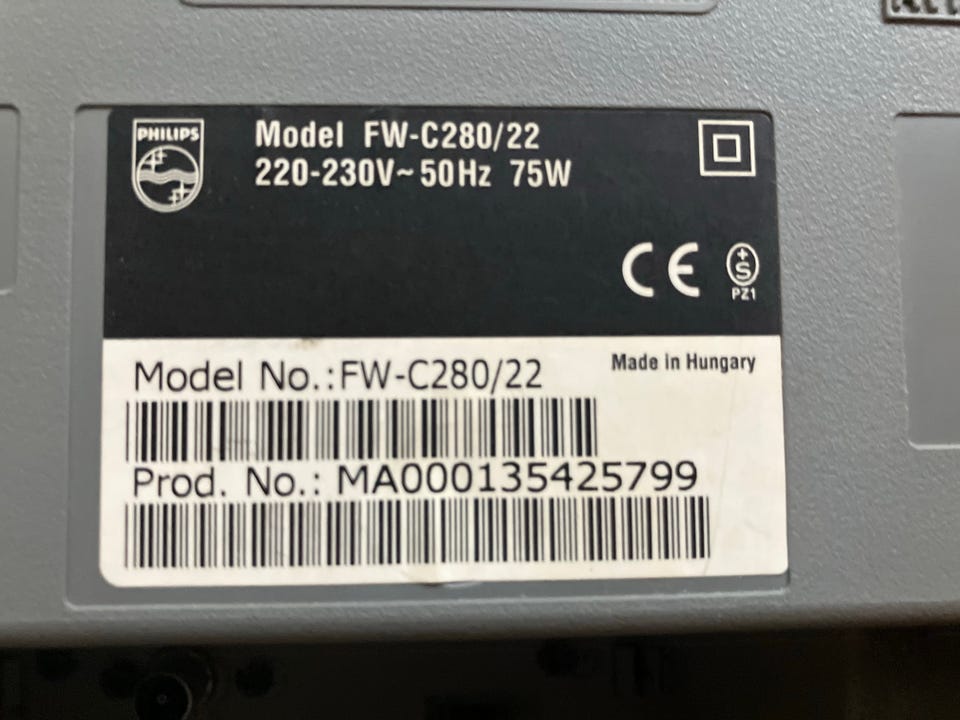 PHILIPS
Model FW-C280/22
220-230V~50Hz 75W
CE
+S
PZ1
Made in Hungary
Model No.:FW-C280/22
Prod. No.: MA000135425799